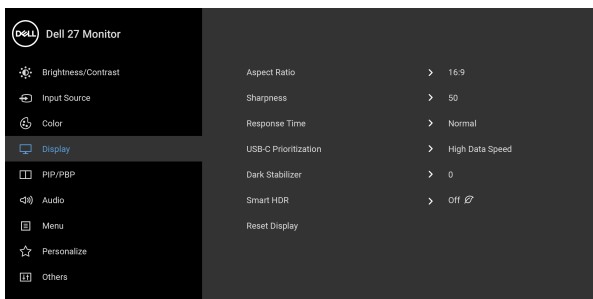 DELL Dell 27 Monitor
Brightness/Contrast
Input Source
Color
Display
PIP/PBP
Audio
Menu
Personalize
Others
Aspect Ratio > 16:9
Sharpness > 50
Response Time > Normal
USB-C Prioritization > High Data Speed
Dark Stabilizer > 0
Smart HDR > Off
Reset Display